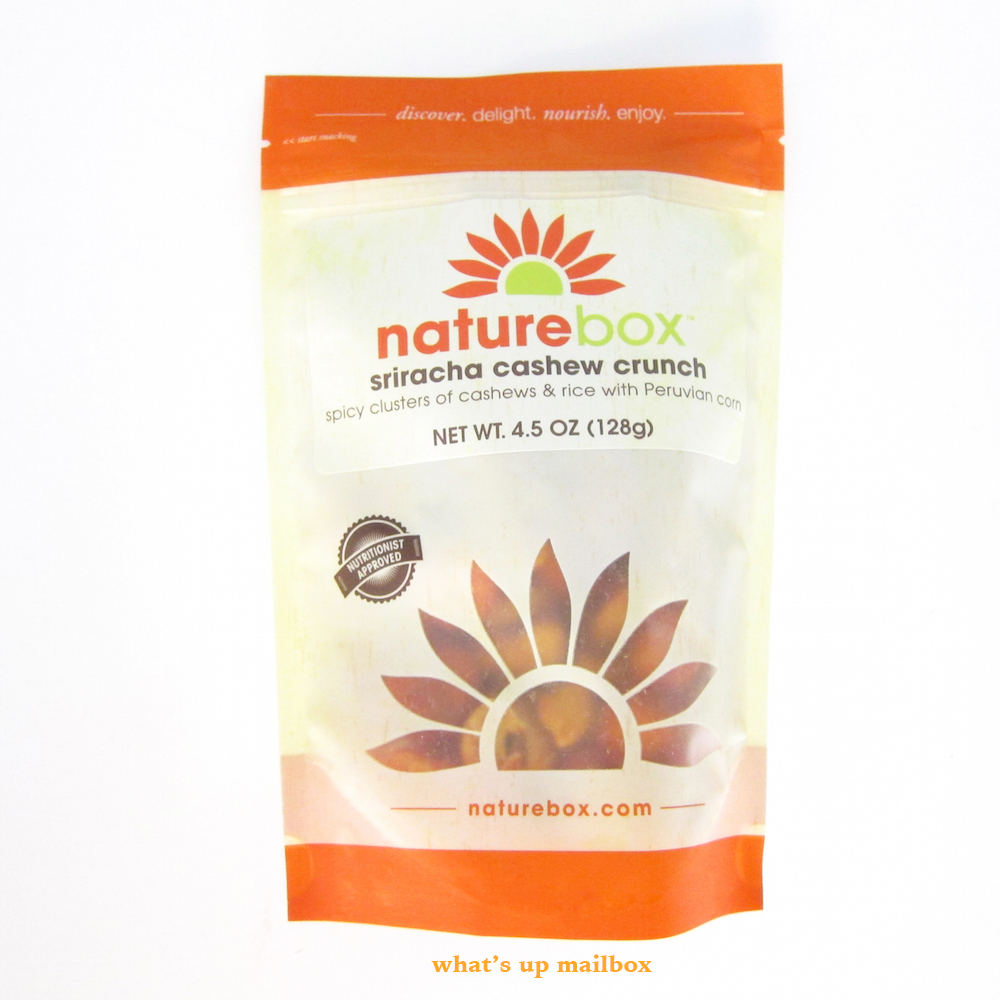 discover. delight. nourish. enjoy.
<< start snacking
naturebox™
sriracha cashew crunch
spicy clusters of cashews & rice with Peruvian corn
NET WT. 4.5 OZ (128g)
NUTRITIONIST
APPROVED
naturebox.com
what's up mailbox